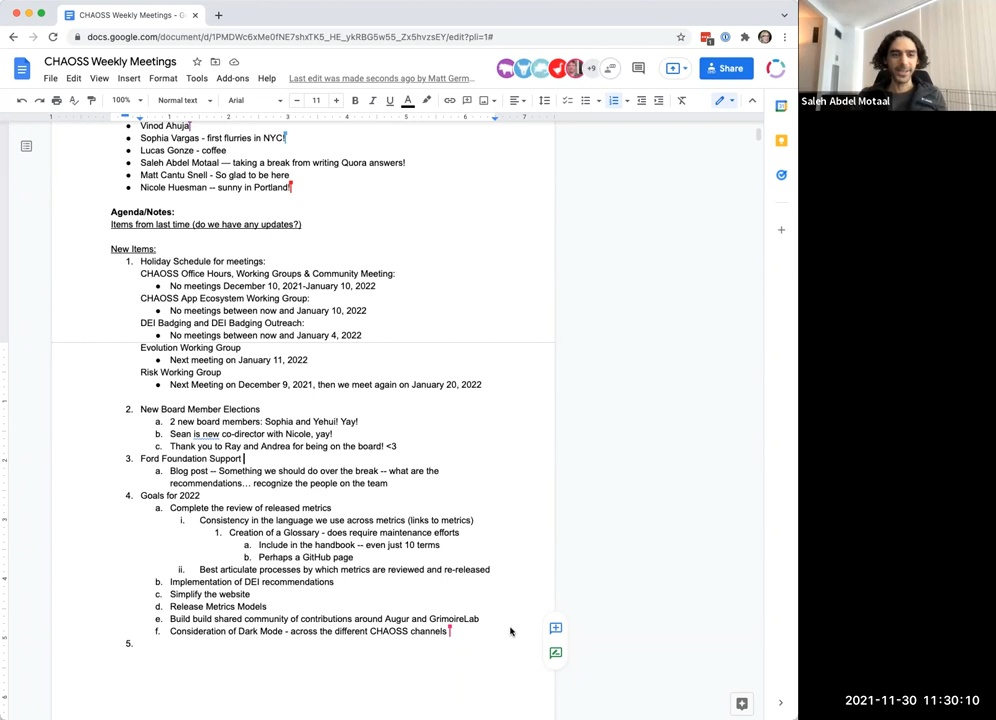 CHAOSS Weekly Meetings - G
docs.google.com/document/d/1PMDWc6xMe0fNE7shxTK5_HE_ykRBG5w55_Zx5hvzsEY/edit?pli=1#
CHAOSS Weekly Meetings
File Edit View Insert Format Tools Add-ons Help Last edit was made seconds ago by Matt Germ...
+9
Share
100% Normal text Arial 11
1 1 2 3 4 5 6 7
Vinod Ahuja
● Sophia Vargas - first flurries in NYC!
● Lucas Gonze - coffee
● Saleh Abdel Motaal — taking a break from writing Quora answers!
● Matt Cantu Snell - So glad to be here
● Nicole Huesman -- sunny in Portland!
Agenda/Notes:
Items from last time (do we have any updates?)
New Items:
1. Holiday Schedule for meetings:
CHAOSS Office Hours, Working Groups & Community Meeting:
● No meetings December 10, 2021-January 10, 2022
CHAOSS App Ecosystem Working Group:
● No meetings between now and January 10, 2022
DEI Badging and DEI Badging Outreach:
● No meetings between now and January 4, 2022
Evolution Working Group
● Next meeting on January 11, 2022
Risk Working Group
● Next Meeting on December 9, 2021, then we meet again on January 20, 2022
2. New Board Member Elections
a. 2 new board members: Sophia and Yehui! Yay!
b. Sean is new co-director with Nicole, yay!
c. Thank you to Ray and Andrea for being on the board! <3
3. Ford Foundation Support
a. Blog post -- Something we should do over the break -- what are the
recommendations… recognize the people on the team
4. Goals for 2022
a. Complete the review of released metrics
i. Consistency in the language we use across metrics (links to metrics)
1. Creation of a Glossary - does require maintenance efforts
a. Include in the handbook -- even just 10 terms
b. Perhaps a GitHub page
ii. Best articulate processes by which metrics are reviewed and re-released
b. Implementation of DEI recommendations
c. Simplify the website
d. Release Metrics Models
e. Build build shared community of contributions around Augur and GrimoireLab
f. Consideration of Dark Mode - across the different CHAOSS channels
5.
Saleh Abdel Motaal
2021-11-30 11:30:10